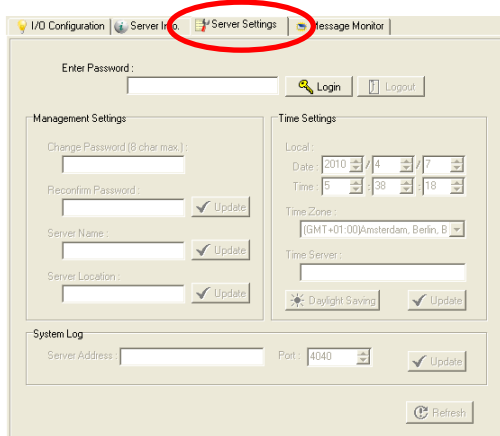 I/O Configuration Server Info. Server Settings Message Monitor
Enter Password :
Login Logout
Management Settings
Change Password (8 char max.) :
Reconfirm Password :
Update
Server Name :
Update
Server Location :
Update
Time Settings
Local :
Date : 2010 / 4 / 7
Time : 5 : 38 : 18
Time Zone :
(GMT+01:00)Amsterdam, Berlin, B
Time Server :
Daylight Saving Update
System Log
Server Address : Port : 4040 Update
Refresh